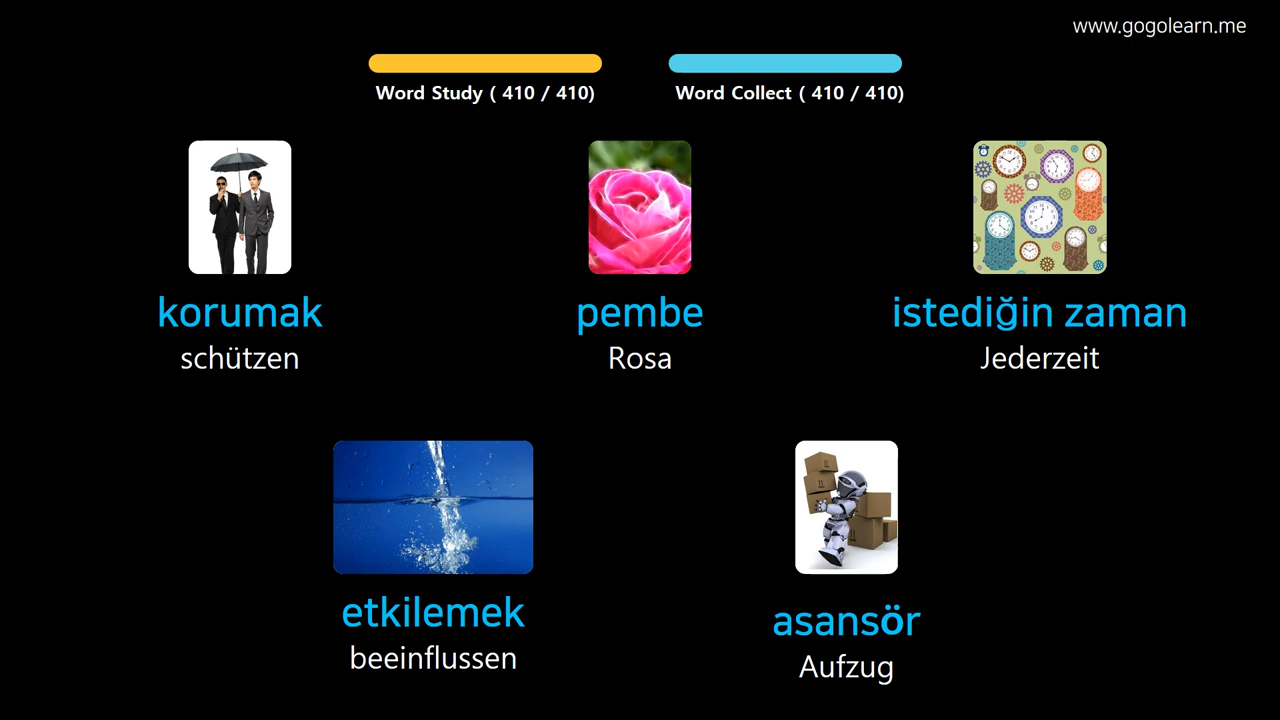 www.gogolearn.me
Word Study ( 410 / 410)
Word Collect ( 410 / 410)
korumak
schützen
pembe
Rosa
istediğin zaman
Jederzeit
etkilemek
beeinflussen
asansör
Aufzug